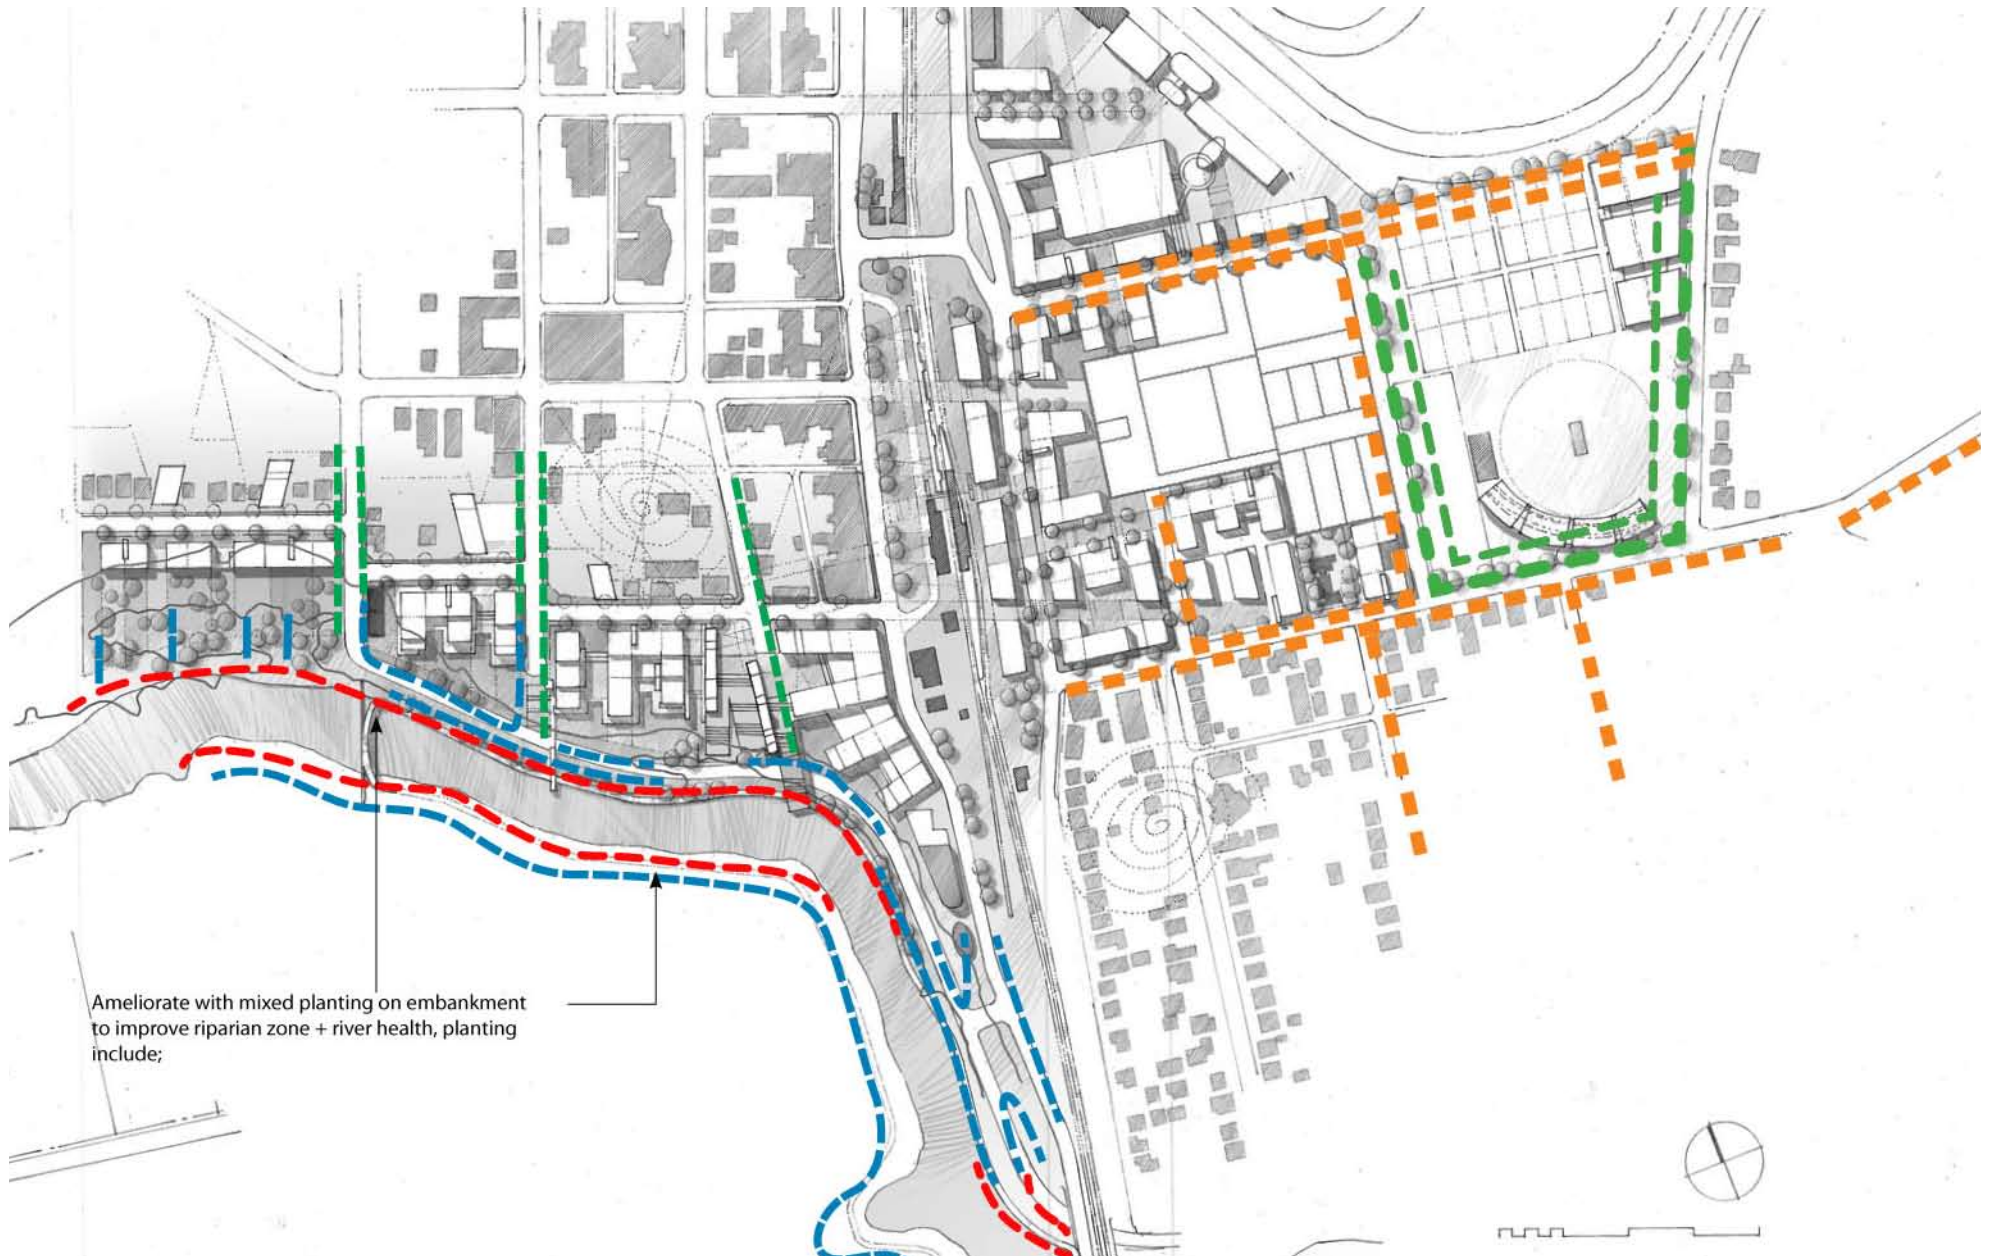 Ameliorate with mixed planting on embankment
to improve riparian zone + river health, planting
include;